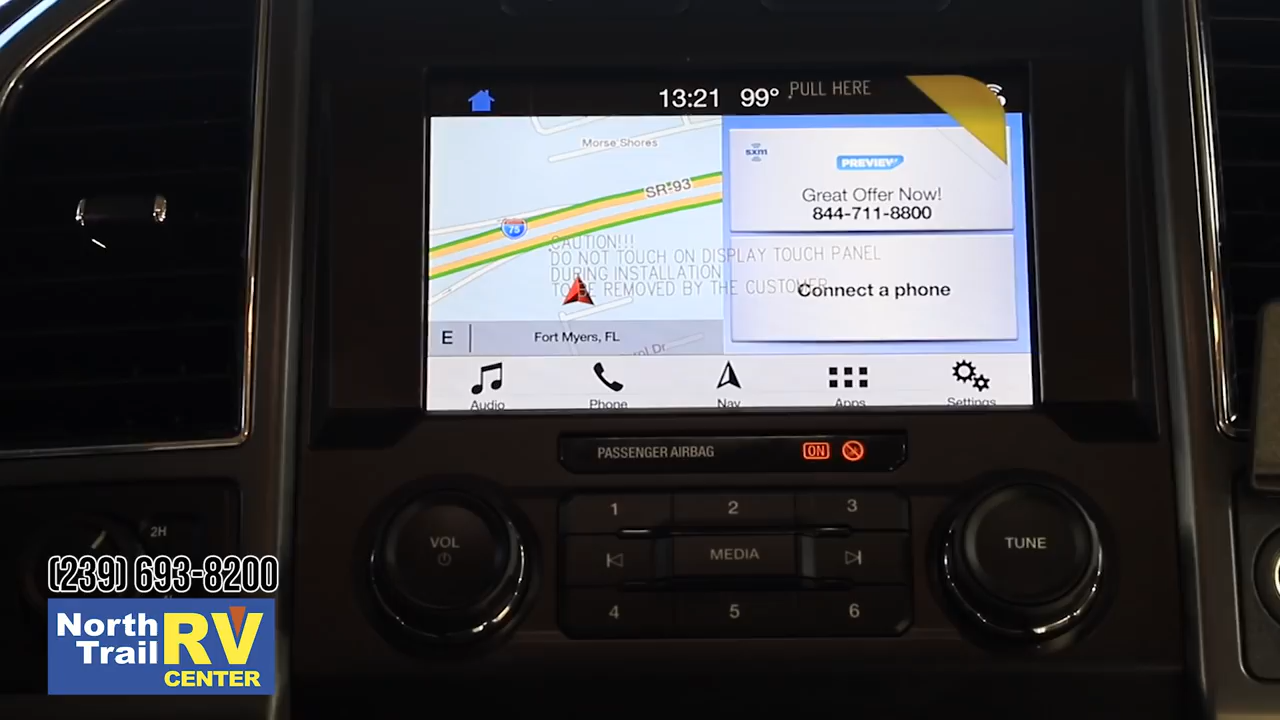 13:21 99° PULL HERE
Morse Shores
SR-93
75
sxm
PREVIEW
Great Offer Now!
844-711-8800
CAUTION!!!
DO NOT TOUCH ON DISPLAY TOUCH PANEL
DURING INSTALLATION
TO BE REMOVED BY THE CUSTOMER
Connect a phone
E
Fort Myers, FL
Dr
Audio Phone Nav Apps Settings
PASSENGER AIRBAG ON
1 2 3
VOL
MEDIA
TUNE
4 5 6
2H
(239) 693-8200
North
Trail
RV
CENTER